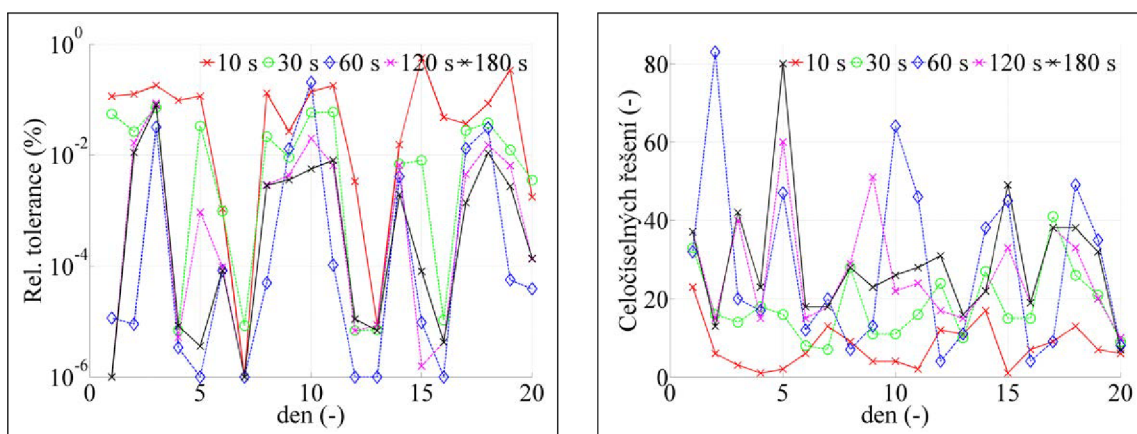 10^0
10^-2
10^-4
10^-6
Rel. tolerance (%)
10 s 30 s 60 s 120 s 180 s
0 5 10 15 20
den (-)
80
60
40
20
0
Celočíselných řešení (-)
10 s 30 s 60 s 120 s 180 s
0 5 10 15 20
den (-)